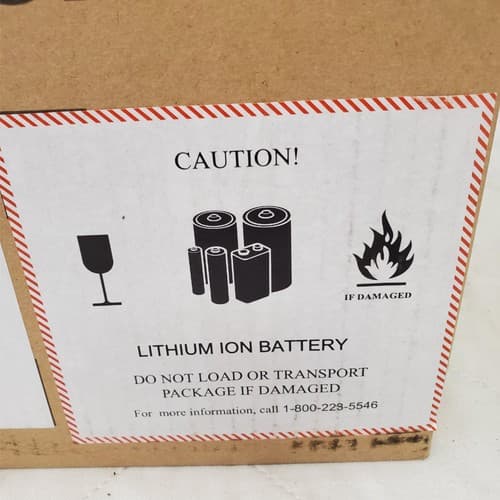 CAUTION!
IF DAMAGED
LITHIUM ION BATTERY
DO NOT LOAD OR TRANSPORT
PACKAGE IF DAMAGED
For more information, call 1-800-229-5546